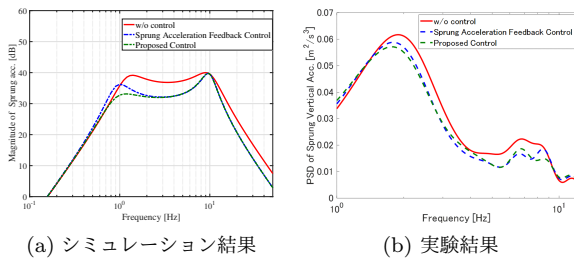 w/o control
Sprung Acceleration Feedback Control
Proposed Control
Magnitude of Sprung acc. [dB]
80
60
50
40
30
20
10
0
10-1
100
101
Frequency [Hz]
(a) シミュレーション結果
w/o control
Sprung Acceleration Feedback Control
Proposed Control
PSD of Sprung Vertical Acc. [m2/s3]
0.07
0.06
0.05
0.04
0.03
0.02
0.01
0
100
101
Frequency [Hz]
(b) 実験結果